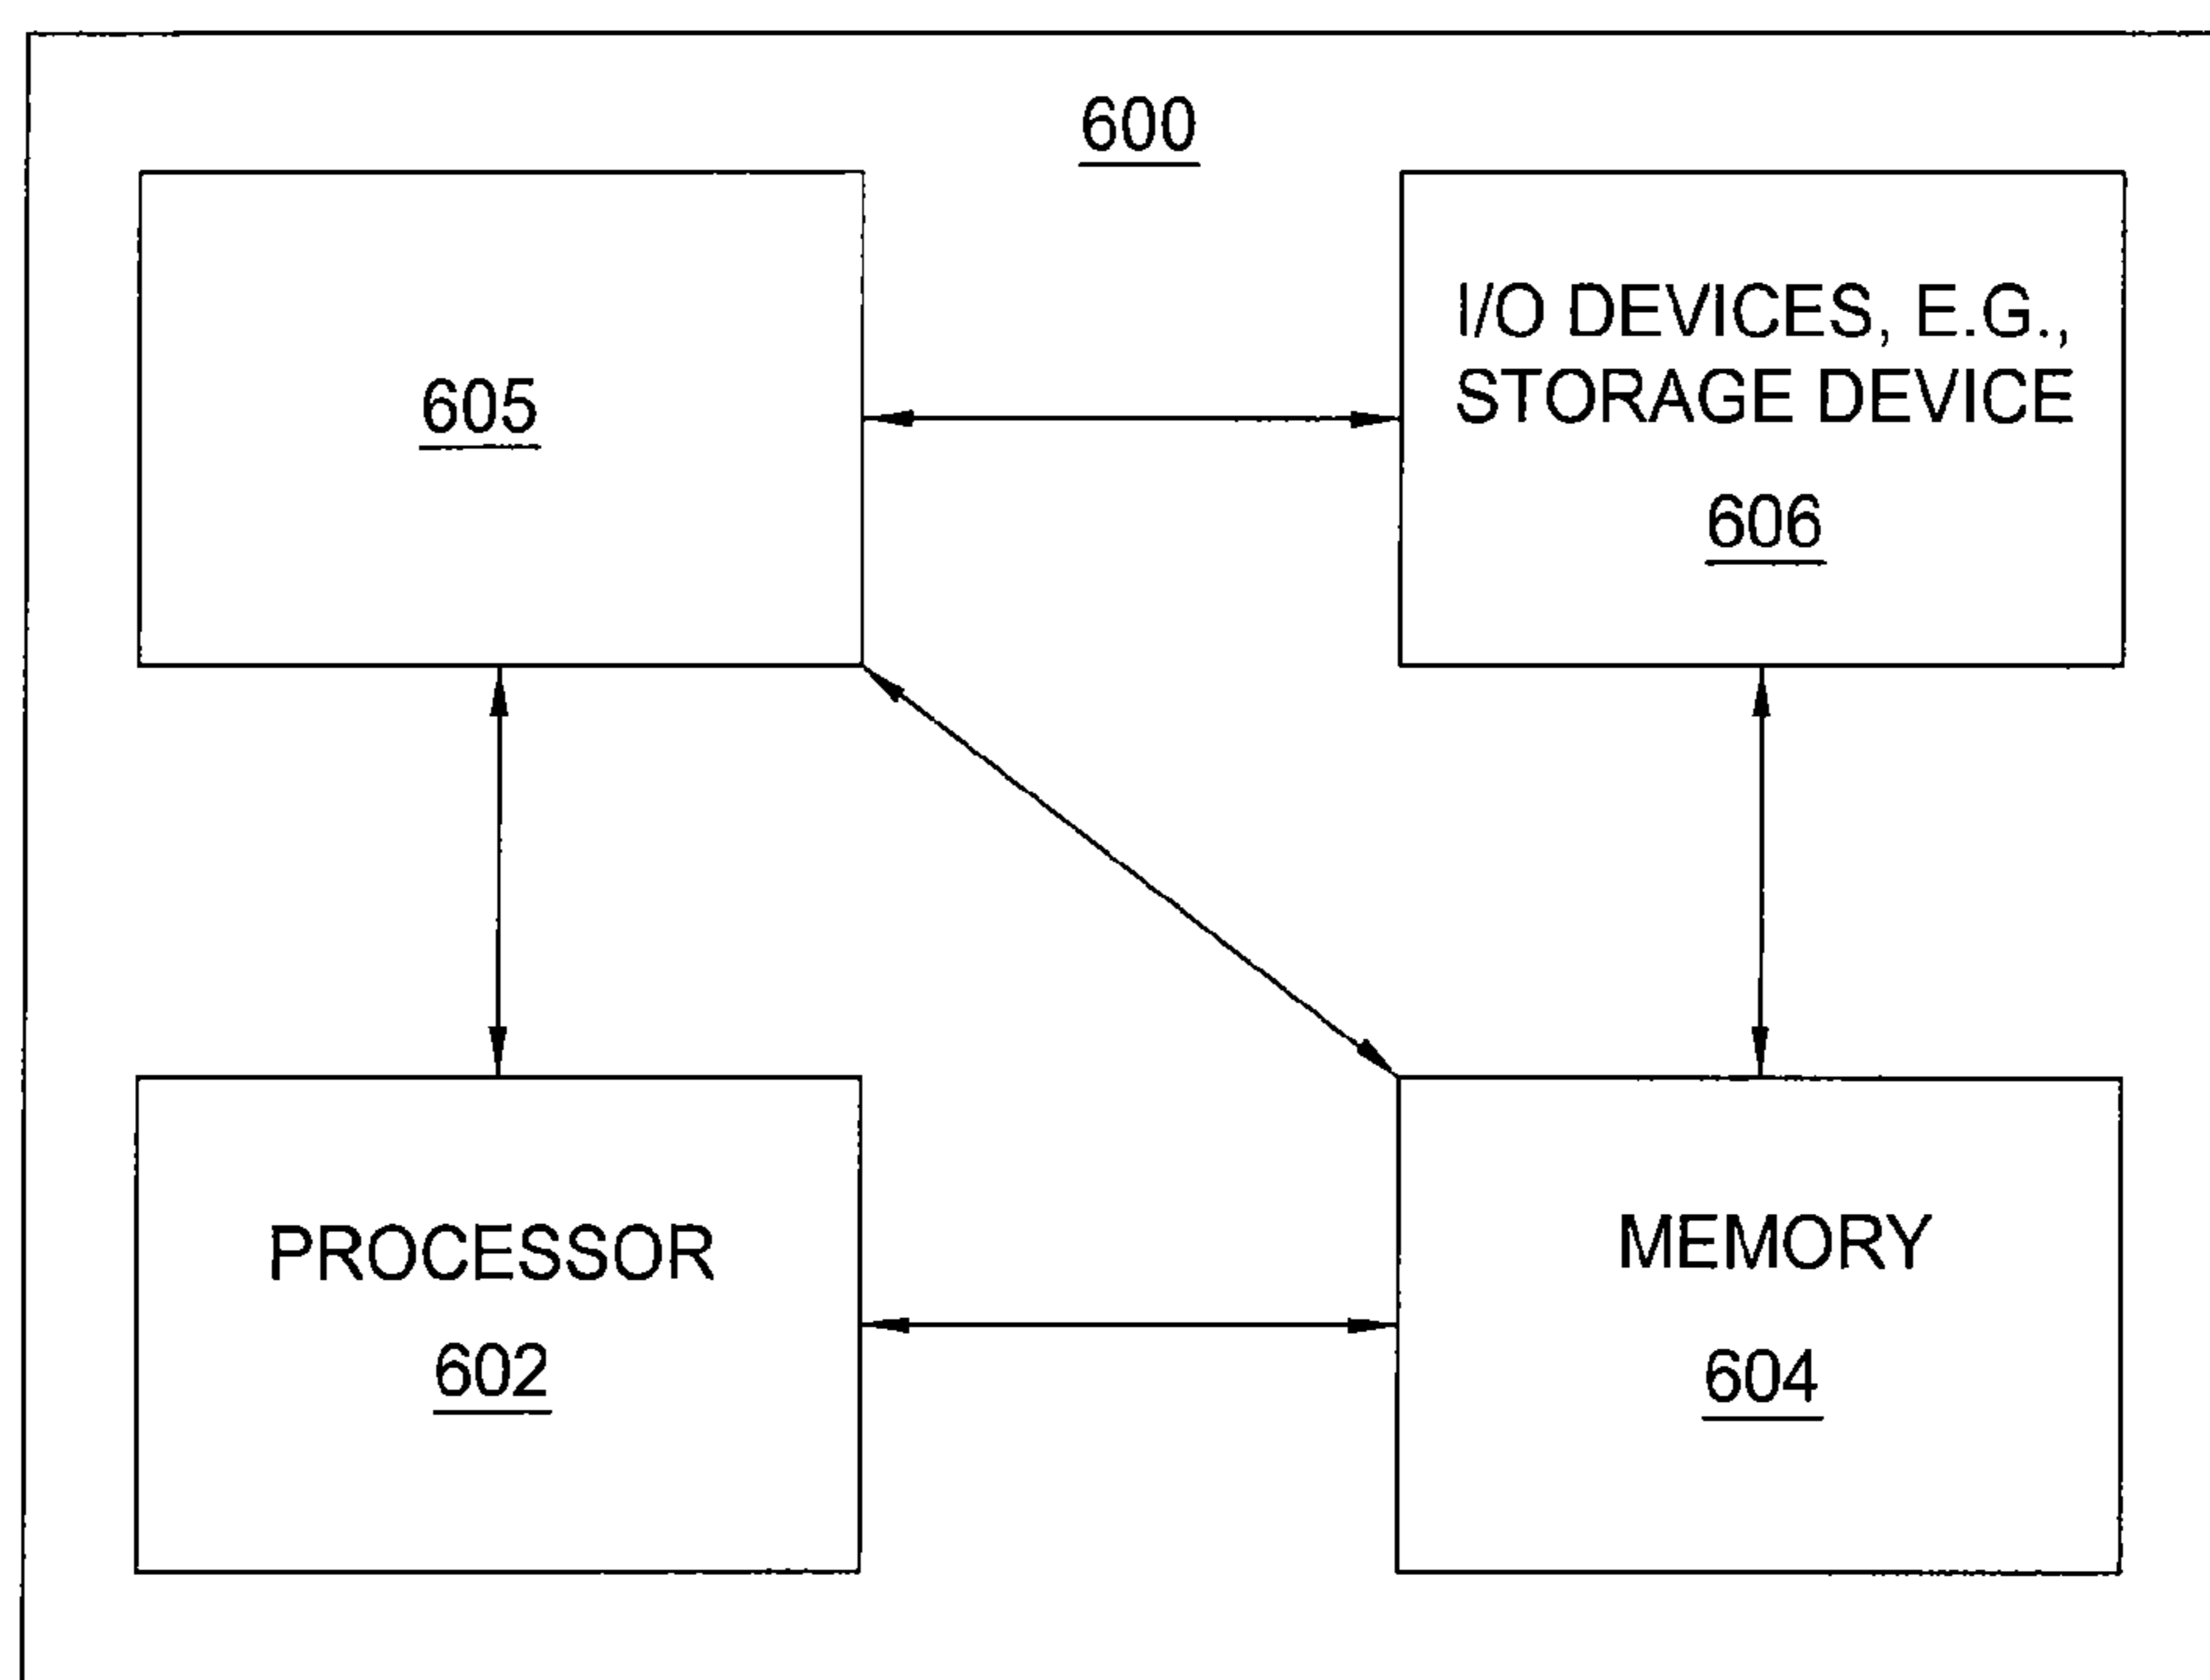 600
605
I/O DEVICES, E.G.,
STORAGE DEVICE
606
PROCESSOR
602
MEMORY
604